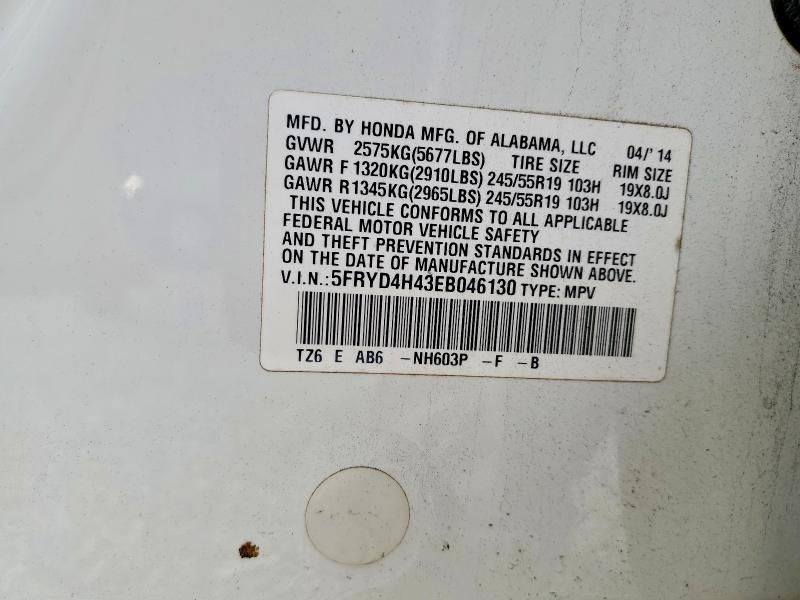 MFD. BY HONDA MFG. OF ALABAMA, LLC 04/'14
GVWR 2575KG(5677LBS) TIRE SIZE RIM SIZE
GAWR F 1320KG(2910LBS) 245/55R19 103H 19X8.0J
GAWR R1345KG(2965LBS) 245/55R19 103H 19X8.0J
THIS VEHICLE CONFORMS TO ALL APPLICABLE
FEDERAL MOTOR VEHICLE SAFETY
AND THEFT PREVENTION STANDARDS IN EFFECT
ON THE DATE OF MANUFACTURE SHOWN ABOVE.
V.I.N.:5FRYD4H43EB046130 TYPE: MPV
TZ6 E AB6 -NH603P -F -B